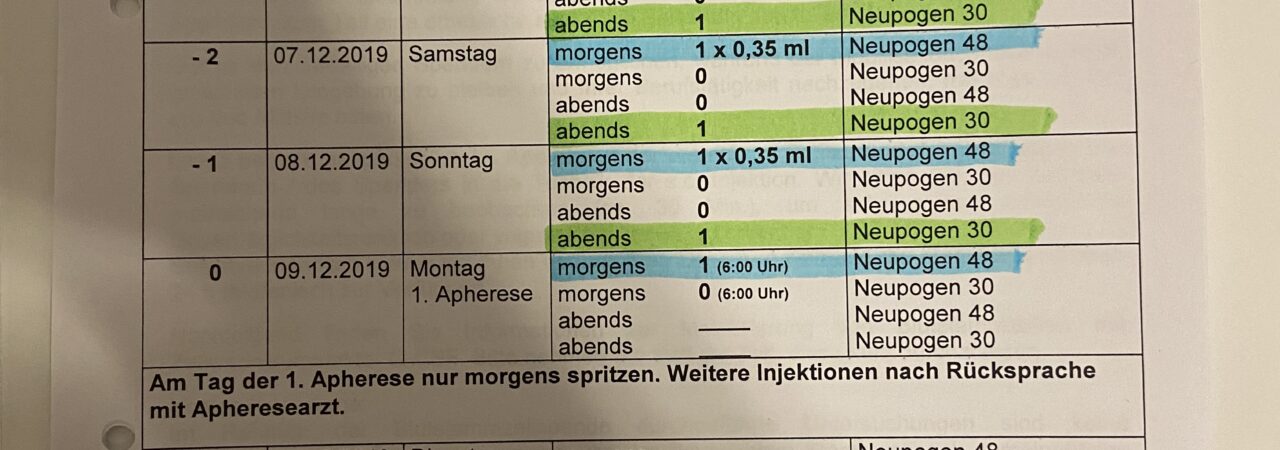 abends 1 Neupogen 30
- 2 07.12.2019 Samstag morgens 1 x 0,35 ml Neupogen 48
morgens 0 Neupogen 30
abends 0 Neupogen 48
abends 1 Neupogen 30
- 1 08.12.2019 Sonntag morgens 1 x 0,35 ml Neupogen 48
morgens 0 Neupogen 30
abends 0 Neupogen 48
abends 1 Neupogen 30
0 09.12.2019 Montag morgens 1 (6:00 Uhr) Neupogen 48
1. Apherese morgens 0 (6:00 Uhr) Neupogen 30
abends ____ Neupogen 48
abends ____ Neupogen 30
Am Tag der 1. Apherese nur morgens spritzen. Weitere Injektionen nach Rücksprache
mit Apheresearzt.
Neupogen 48